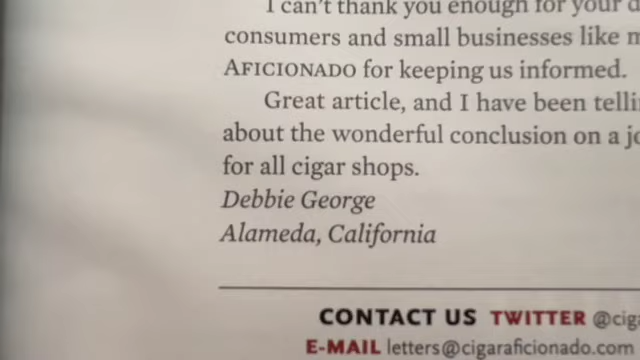 I can't thank you enough for your
consumers and small businesses like
AFICIONADO for keeping us informed.
Great article, and I have been
about the wonderful conclusion on a
for all cigar shops.
Debbie George
Alameda, California
CONTACT US TWITTER
E-MAIL letters@cigaraficionado.com